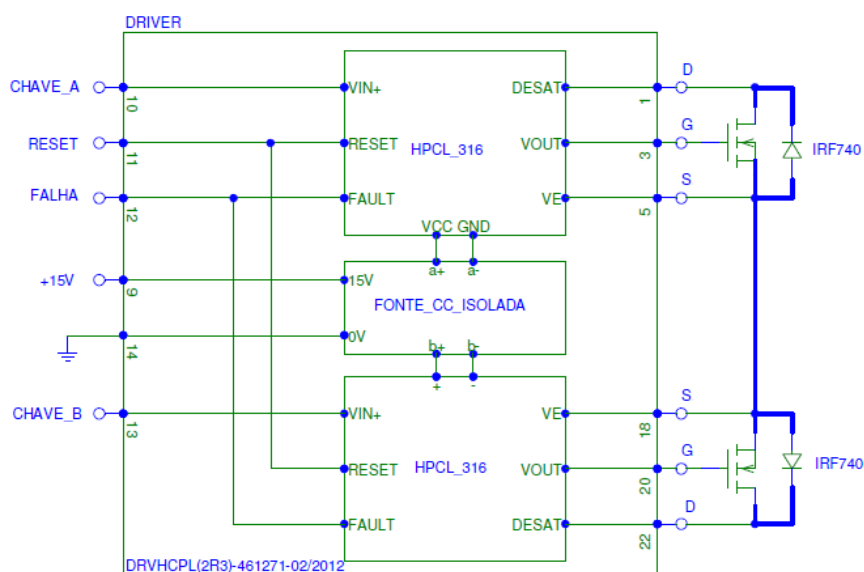 DRIVER
CHAVE_A
10
VIN+
DESAT
1
D
RESET
11
RESET
HPCL_316
VOUT
3
G
IRF740
FALHA
12
FAULT
VE
5
S
VCC GND
a+ a-
+15V
9
15V
FONTE_CC_ISOLADA
14
0V
b+ b-
+ -
CHAVE_B
13
VIN+
VE
18
S
RESET
HPCL_316
VOUT
20
G
IRF740
FAULT
DESAT
22
D
DRVHCPL(2R3)-461271-02/2012